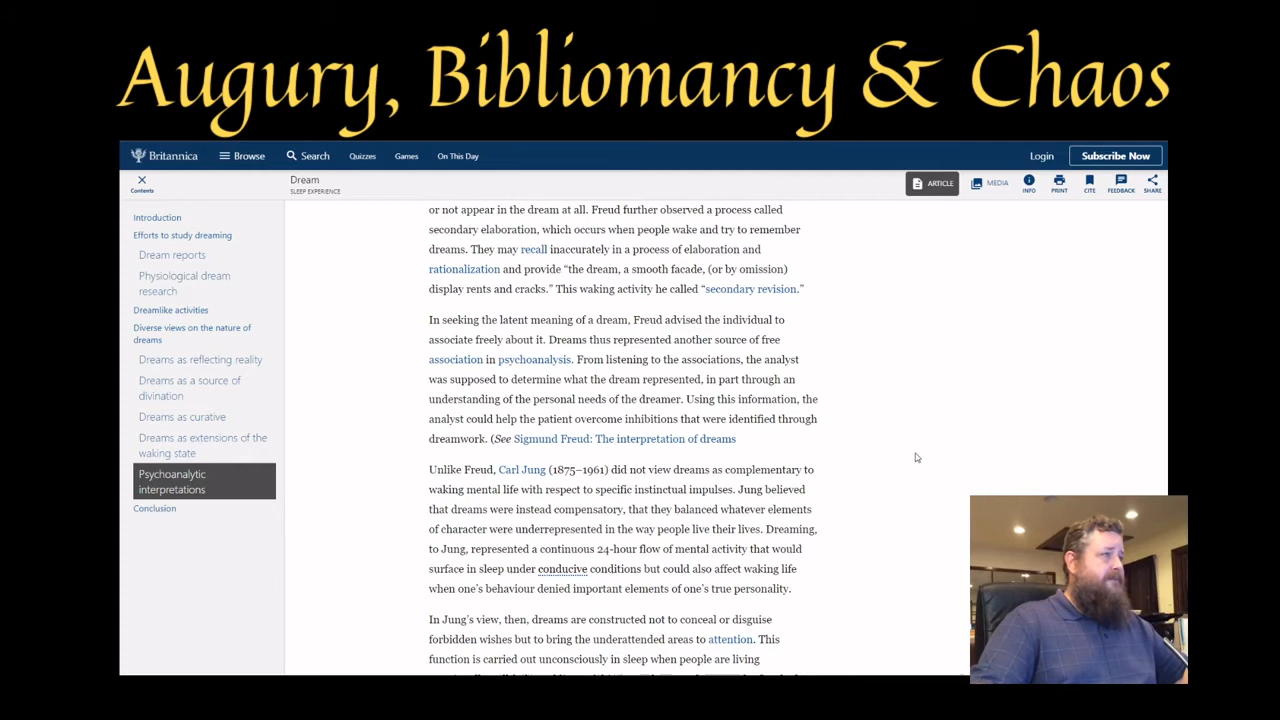 Augury, Bibliomancy & Chaos
Britannica
Browse
Search
Quizzes
Games
On This Day
Login
Subscribe Now
Contents
Dream
SLEEP EXPERIENCE
ARTICLE
MEDIA
INFO
PRINT
CITE
FEEDBACK
SHARE
Introduction
Efforts to study dreaming
Dream reports
Physiological dream
research
Dreamlike activities
Diverse views on the nature of
dreams
Dreams as reflecting reality
Dreams as a source of
divination
Dreams as curative
Dreams as extensions of the
waking state
Psychoanalytic
interpretations
Conclusion
or not appear in the dream at all. Freud further observed a process called
secondary elaboration, which occurs when people wake and try to remember
dreams. They may recall inaccurately in a process of elaboration and
rationalization and provide “the dream, a smooth facade, (or by omission)
display rents and cracks.” This waking activity he called “secondary revision.”
In seeking the latent meaning of a dream, Freud advised the individual to
associate freely about it. Dreams thus represented another source of free
association in psychoanalysis. From listening to the associations, the analyst
was supposed to determine what the dream represented, in part through an
understanding of the personal needs of the dreamer. Using this information, the
analyst could help the patient overcome inhibitions that were identified through
dreamwork. (See Sigmund Freud: The interpretation of dreams
Unlike Freud, Carl Jung (1875–1961) did not view dreams as complementary to
waking mental life with respect to specific instinctual impulses. Jung believed
that dreams were instead compensatory, that they balanced whatever elements
of character were underrepresented in the way people live their lives. Dreaming,
to Jung, represented a continuous 24-hour flow of mental activity that would
surface in sleep under conducive conditions but could also affect waking life
when one’s behaviour denied important elements of one’s true personality.
In Jung’s view, then, dreams are constructed not to conceal or disguise
forbidden wishes but to bring the underattended areas to attention. This
function is carried out unconsciously in sleep when people are living